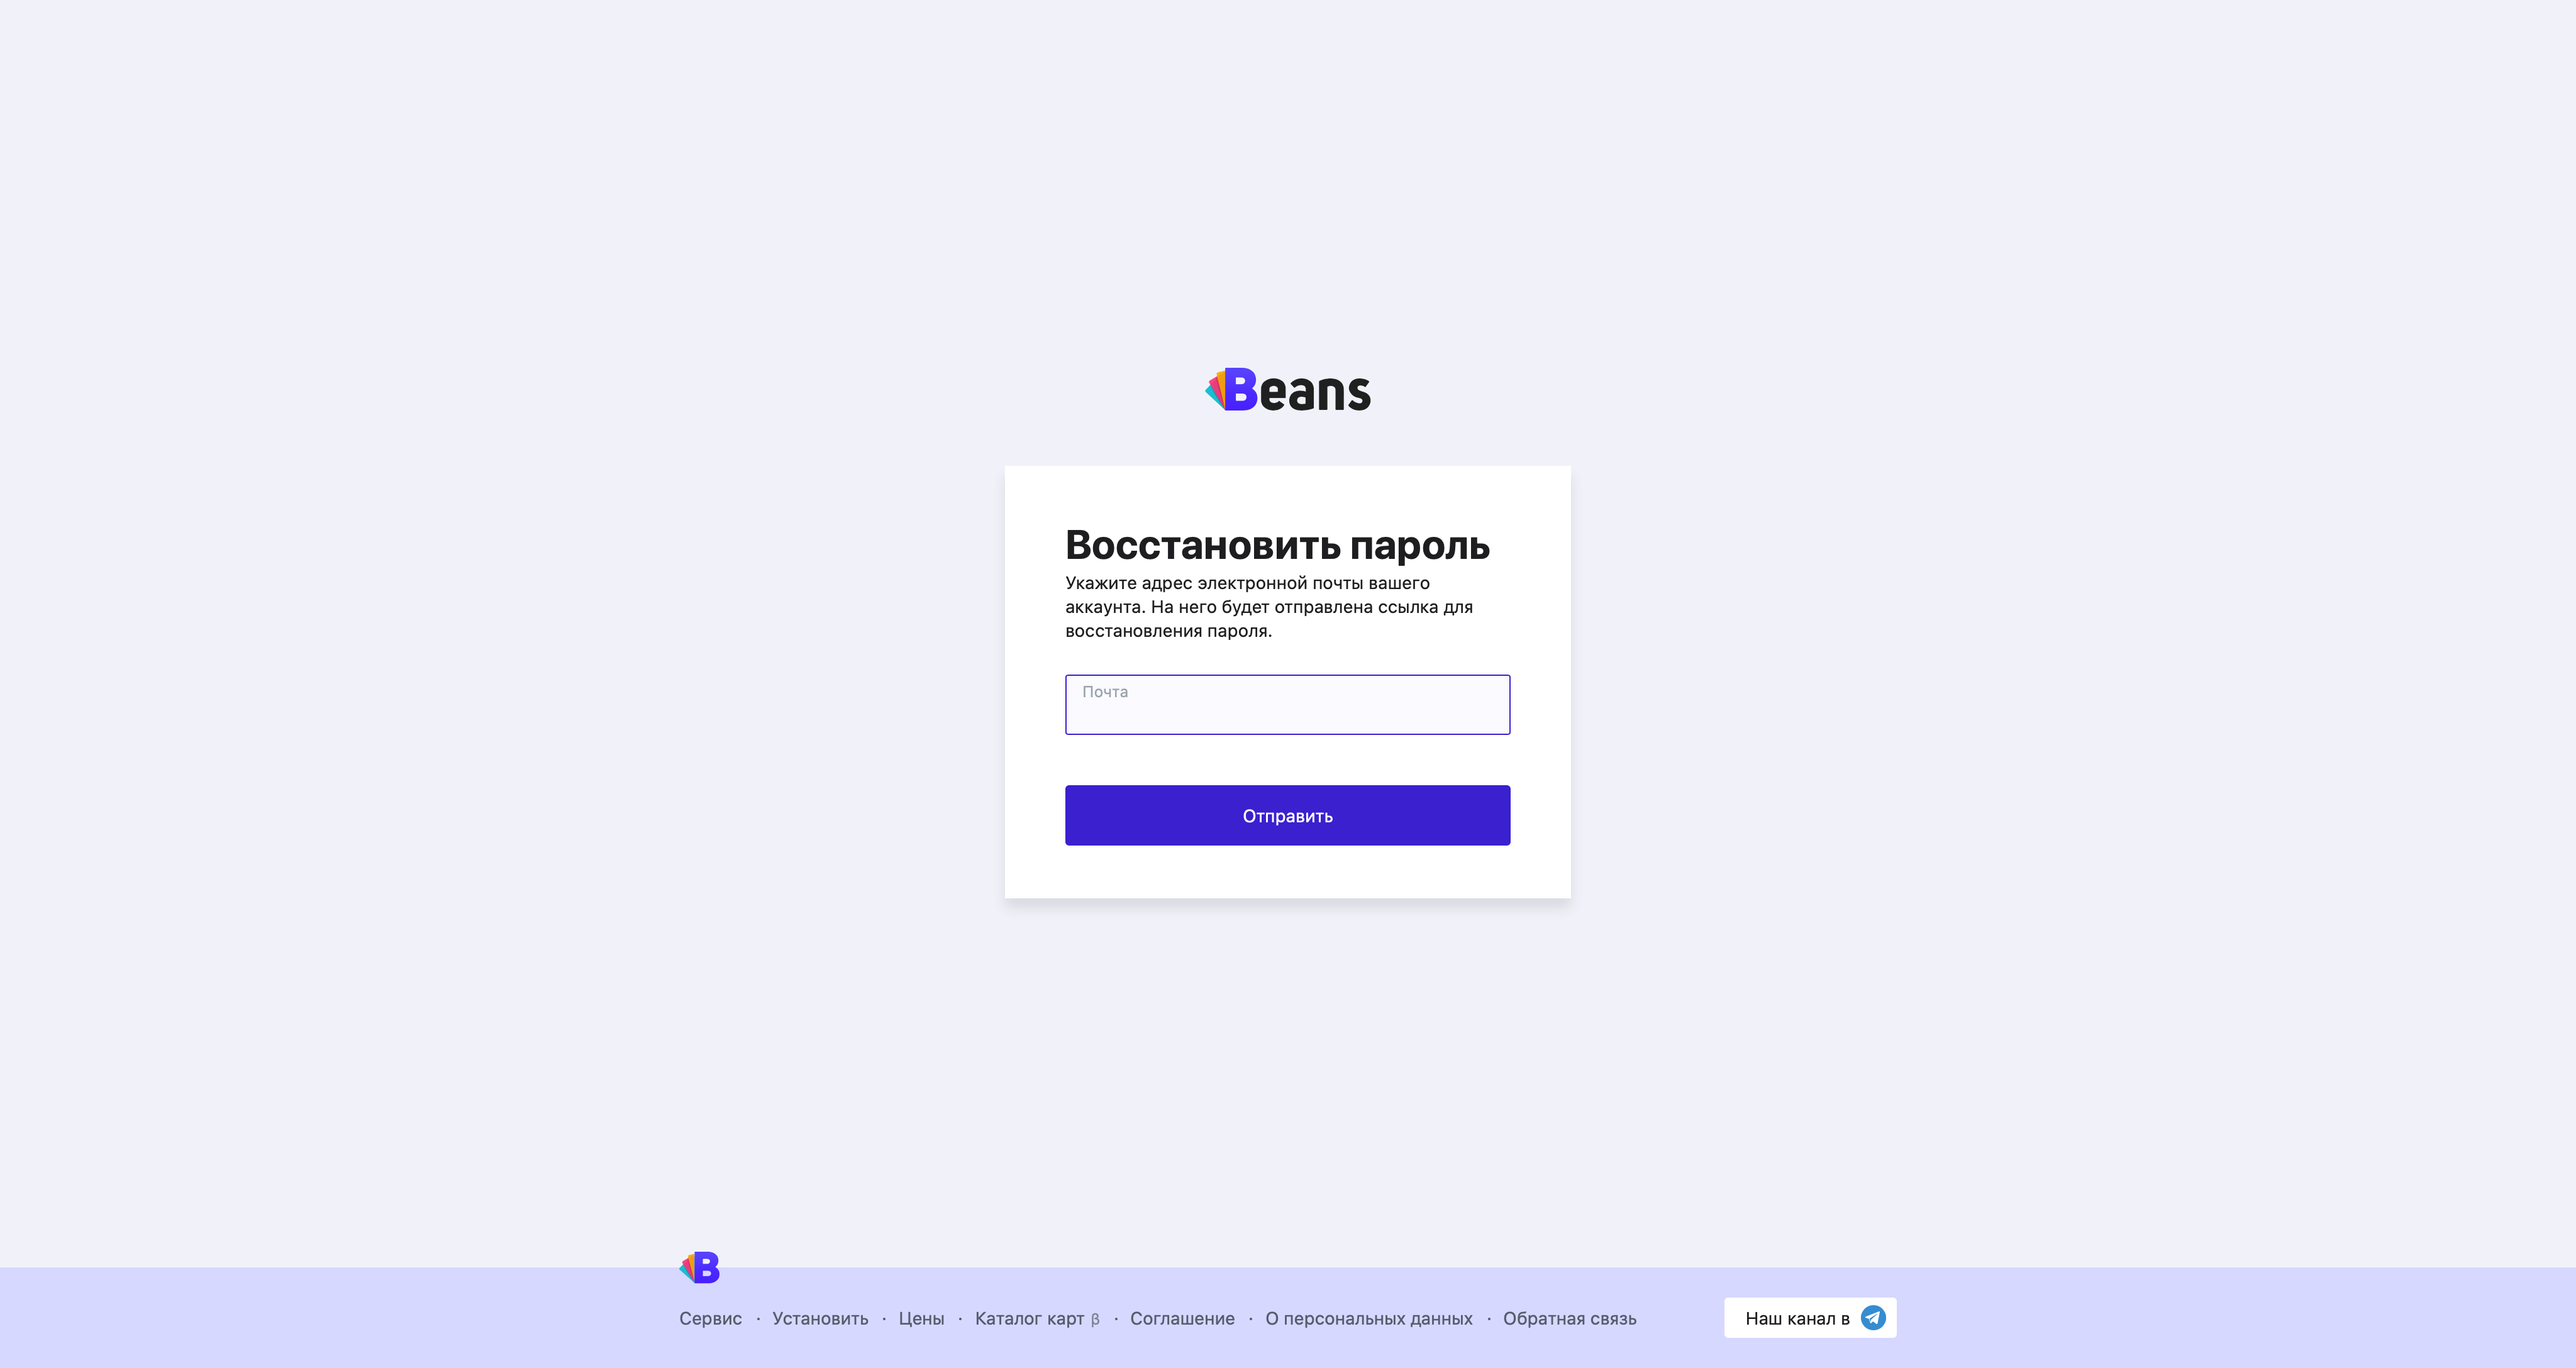 Beans
Восстановить пароль
Укажите адрес электронной почты вашего
аккаунта. На него будет отправлена ссылка для
восстановления пароля.
Почта
Отправить
B
Сервис · Установить · Цены · Каталог карт β · Соглашение · О персональных данных · Обратная связь
Наш канал в